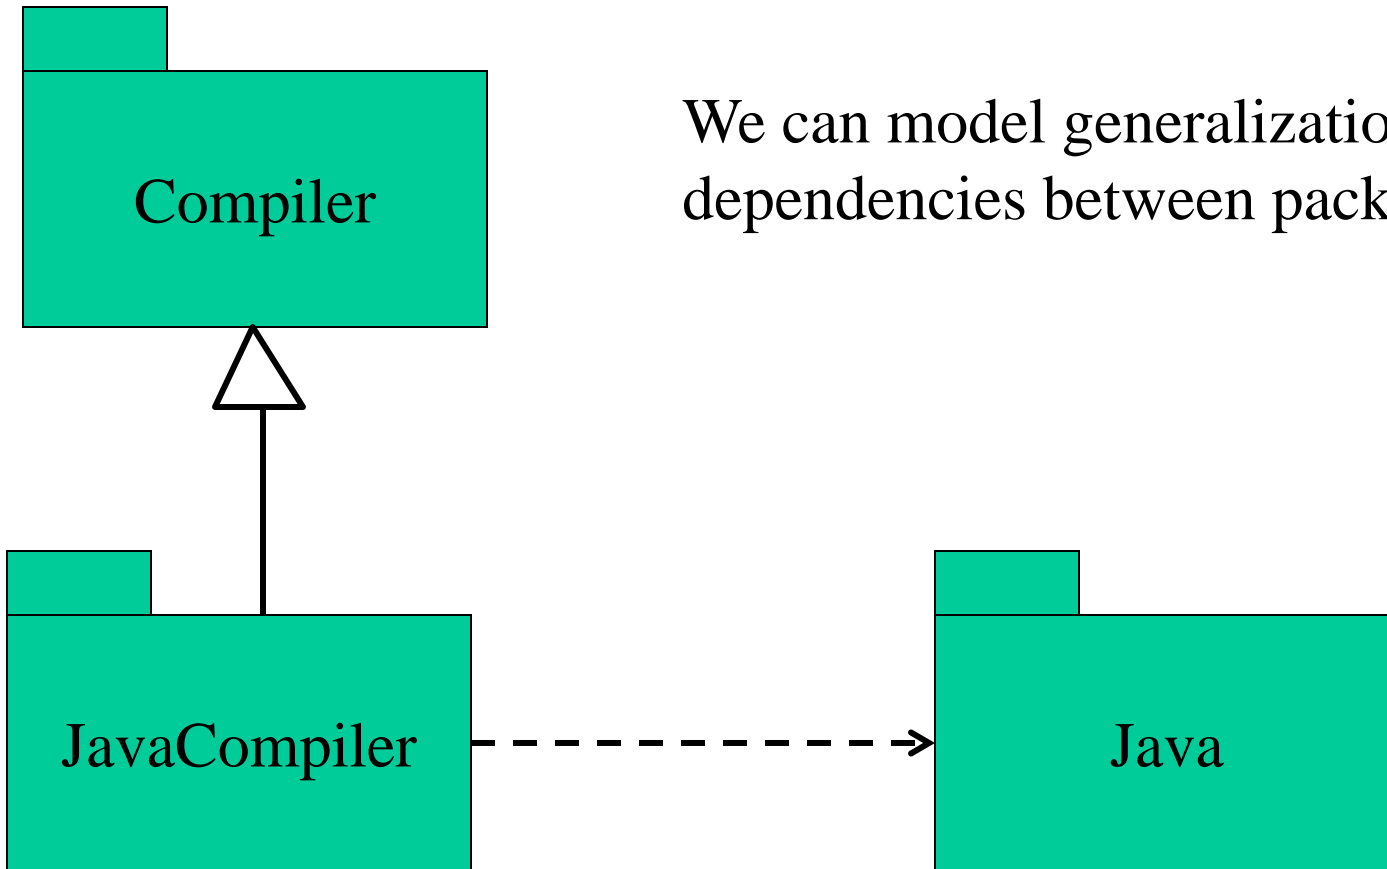 Compiler
We can model generalizatio
dependencies between pack
JavaCompiler
Java